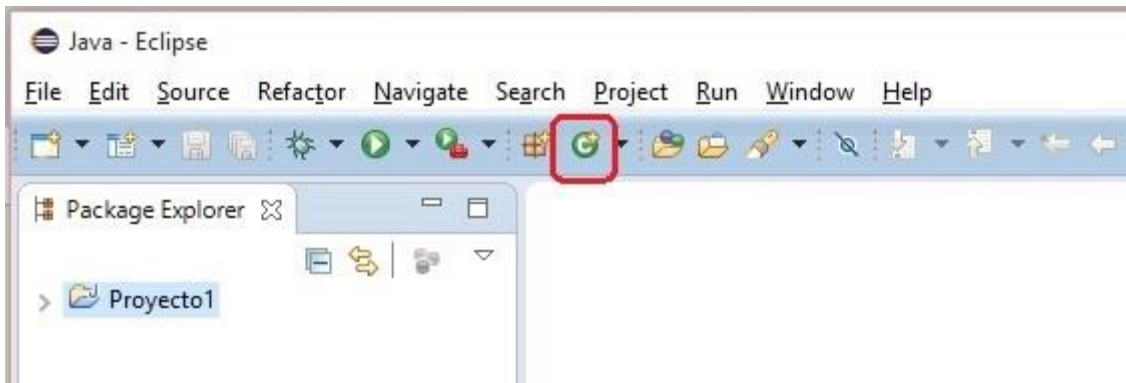 Java - Eclipse
File Edit Source Refactor Navigate Search Project Run Window Help
Package Explorer
Proyecto1